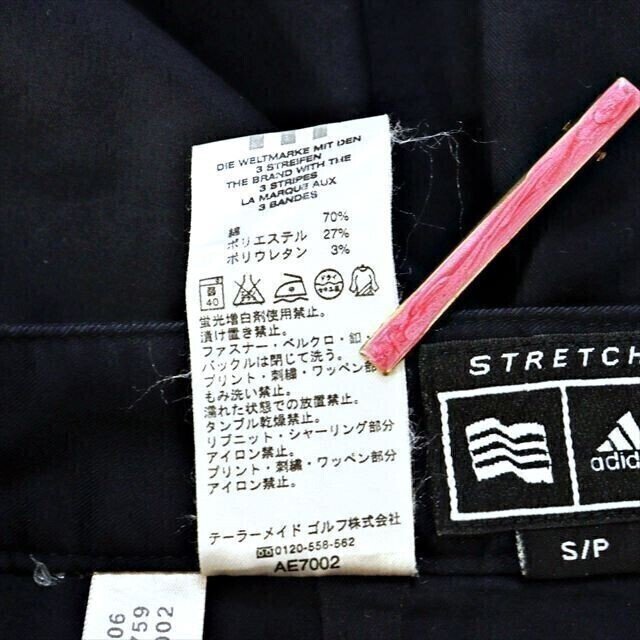 DIE WELTMARKE MIT DEN
3 STREIFEN
THE BRAND WITH THE
3 STRIPES
LA MARQUE AUX
3 BANDES
綿 70%
ポリエステル 27%
ポリウレタン 3%
40
ドライ
蛍光増白剤使用禁止。
漬け置き禁止。
ファスナー・ベルクロ・釦
バックルは閉じて洗う。
プリント・刺繍・ワッペン部
もみ洗い禁止。
濡れた状態での放置禁止。
タンブル乾燥禁止。
リブニット・シャーリング部分
アイロン禁止。
プリント・刺繍・ワッペン部分
アイロン禁止。
テーラーメイド ゴルフ株式会社
0120-558-562
AE7002
STRETCH
adidas
S/P
06
759
002